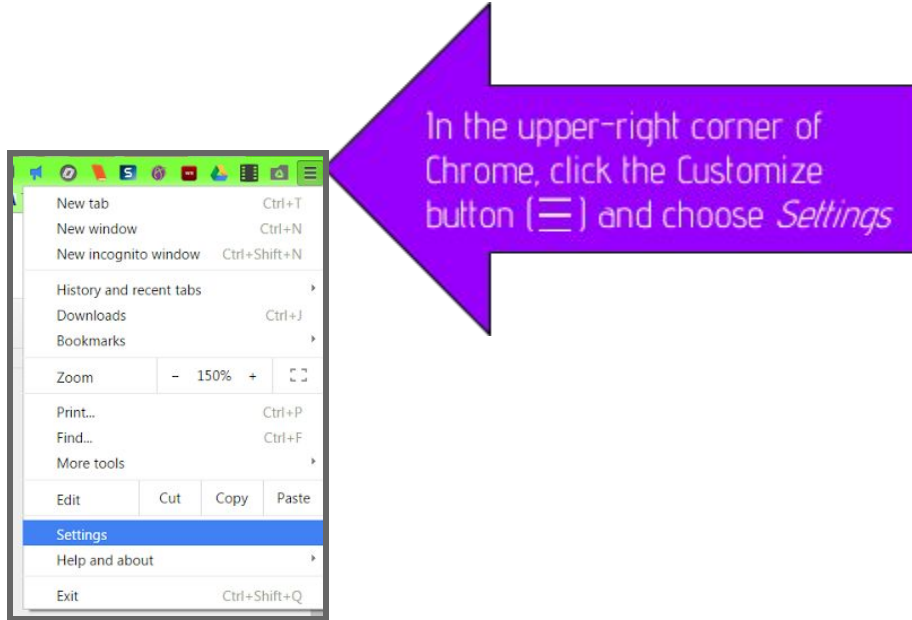 In the upper-right corner of
Chrome, click the Customize
button (☰) and choose Settings
New tab Ctrl+T
New window Ctrl+N
New incognito window Ctrl+Shift+N
History and recent tabs
Downloads Ctrl+J
Bookmarks
Zoom - 150% +
Print... Ctrl+P
Find... Ctrl+F
More tools
Edit Cut Copy Paste
Settings
Help and about
Exit Ctrl+Shift+Q